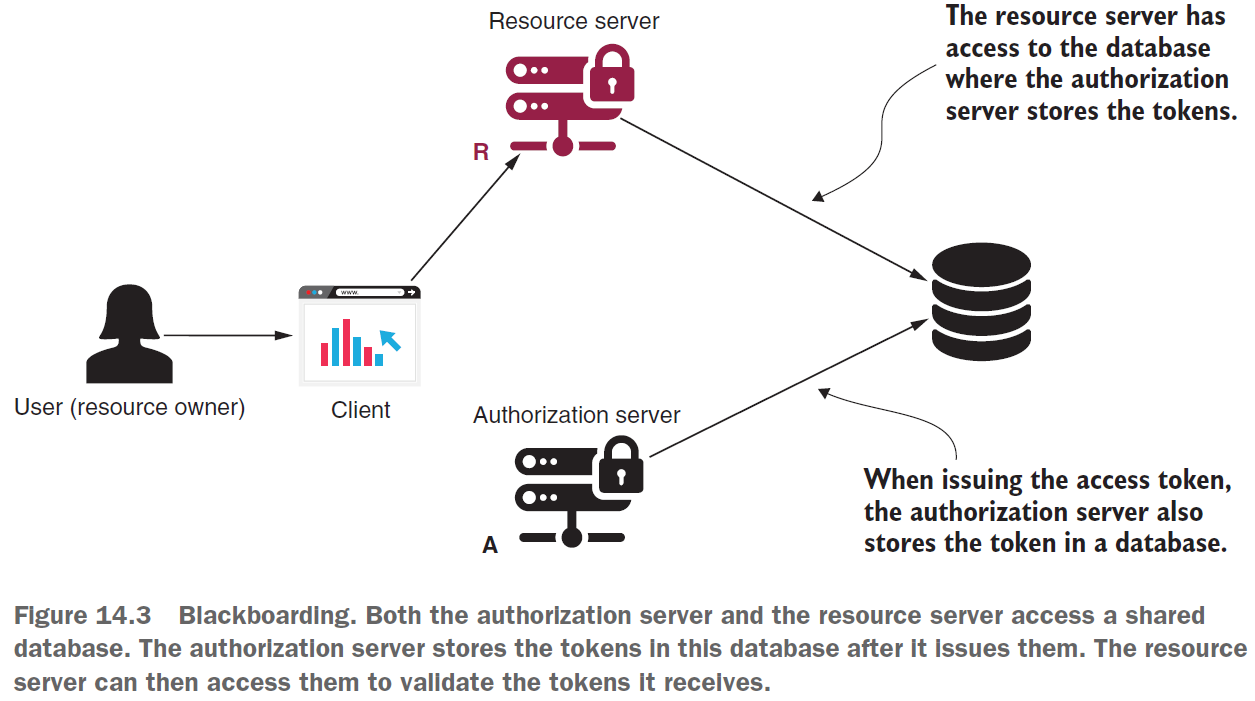 Resource server
The resource server has
access to the database
where the authorization
server stores the tokens.
R
www.
User (resource owner)
Client
Authorization server
A
When issuing the access token,
the authorization server also
stores the token in a database.
Figure 14.3 Blackboarding. Both the authorization server and the resource server access a shared
database. The authorization server stores the tokens in this database after it issues them. The resource
server can then access them to validate the tokens it receives.